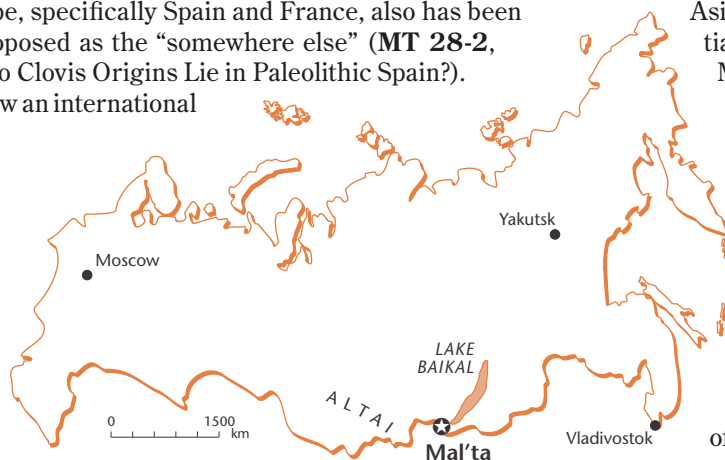 pe, specifically Spain and France, also has been
oposed as the “somewhere else” (MT 28-2,
o Clovis Origins Lie in Paleolithic Spain?).
w an international
Asi
tia
M
Yakutsk
Moscow
LAKE
BAIKAL
ALTAI
0 1500
km
Mal’ta
Vladivostok
of